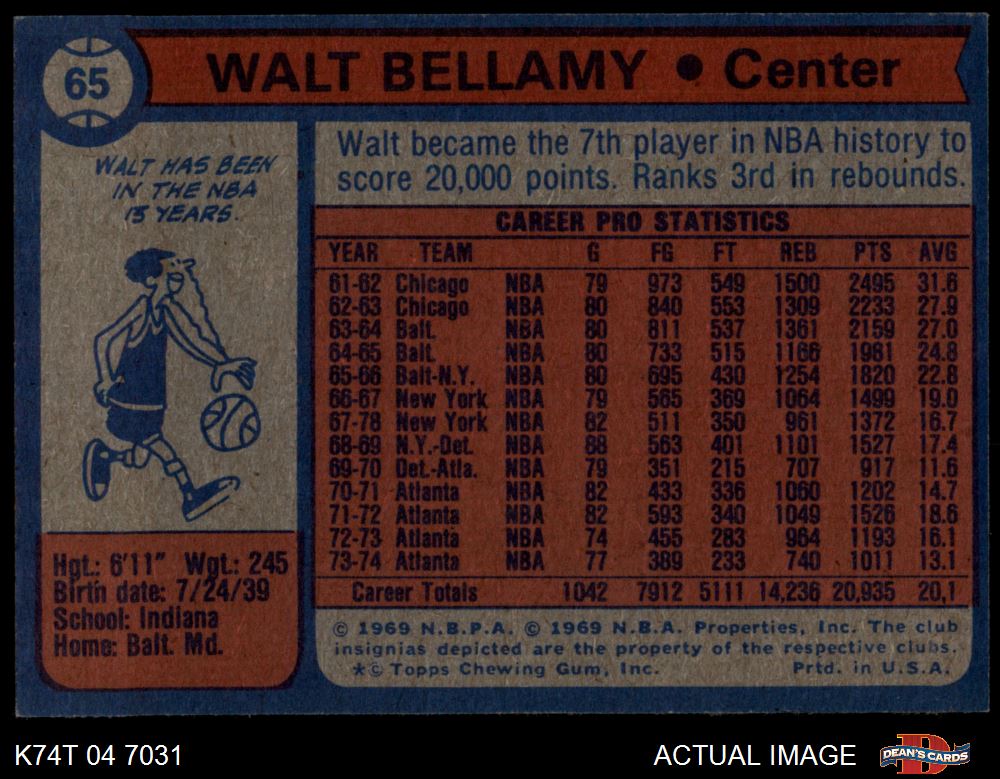 65
WALT BELLAMY • Center
WALT HAS BEEN
IN THE NBA
13 YEARS.
Walt became the 7th player in NBA history to
score 20,000 points. Ranks 3rd in rebounds.
CAREER PRO STATISTICS
YEAR TEAM G FG FT REB PTS AVG
61-62 Chicago NBA 79 973 549 1500 2495 31.6
62-63 Chicago NBA 80 840 553 1309 2233 27.9
63-64 Balt. NBA 80 811 537 1361 2159 27.0
64-65 Balt. NBA 80 733 515 1166 1981 24.8
65-66 Balt-N.Y. NBA 80 695 430 1254 1820 22.8
66-67 New York NBA 79 565 369 1064 1499 19.0
67-78 New York NBA 82 511 350 961 1372 16.7
68-69 N.Y.-Det. NBA 88 563 401 1101 1527 17.4
69-70 Det.-Atla. NBA 79 351 215 707 917 11.6
70-71 Atlanta NBA 82 433 336 1060 1202 14.7
71-72 Atlanta NBA 82 593 340 1049 1526 18.6
72-73 Atlanta NBA 74 455 283 964 1193 16.1
73-74 Atlanta NBA 77 389 233 740 1011 13.1
Career Totals 1042 7912 5111 14,236 20,935 20.1
Hgt.: 6'11" Wgt.: 245
Birth date: 7/24/39
School: Indiana
Home: Balt. Md.
© 1969 N.B.P.A. © 1969 N.B.A. Properties, Inc. The club
insignias depicted are the property of the respective clubs.
*© Topps Chewing Gum, Inc. Prtd. in U.S.A.
K74T 04 7031
ACTUAL IMAGE
D
DEAN'S CARDS